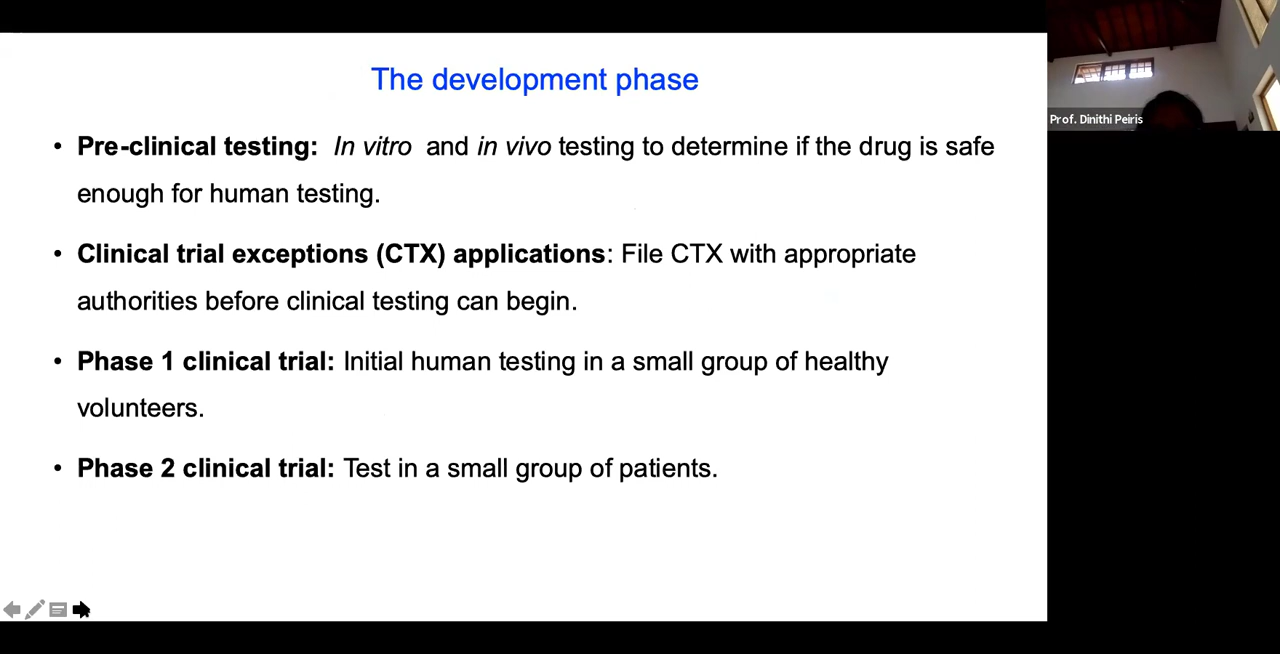 The development phase
• Pre-clinical testing: In vitro and in vivo testing to determine if the drug is safe
enough for human testing.
• Clinical trial exceptions (CTX) applications: File CTX with appropriate
authorities before clinical testing can begin.
• Phase 1 clinical trial: Initial human testing in a small group of healthy
volunteers.
• Phase 2 clinical trial: Test in a small group of patients.
Prof. Dinithi Peiris